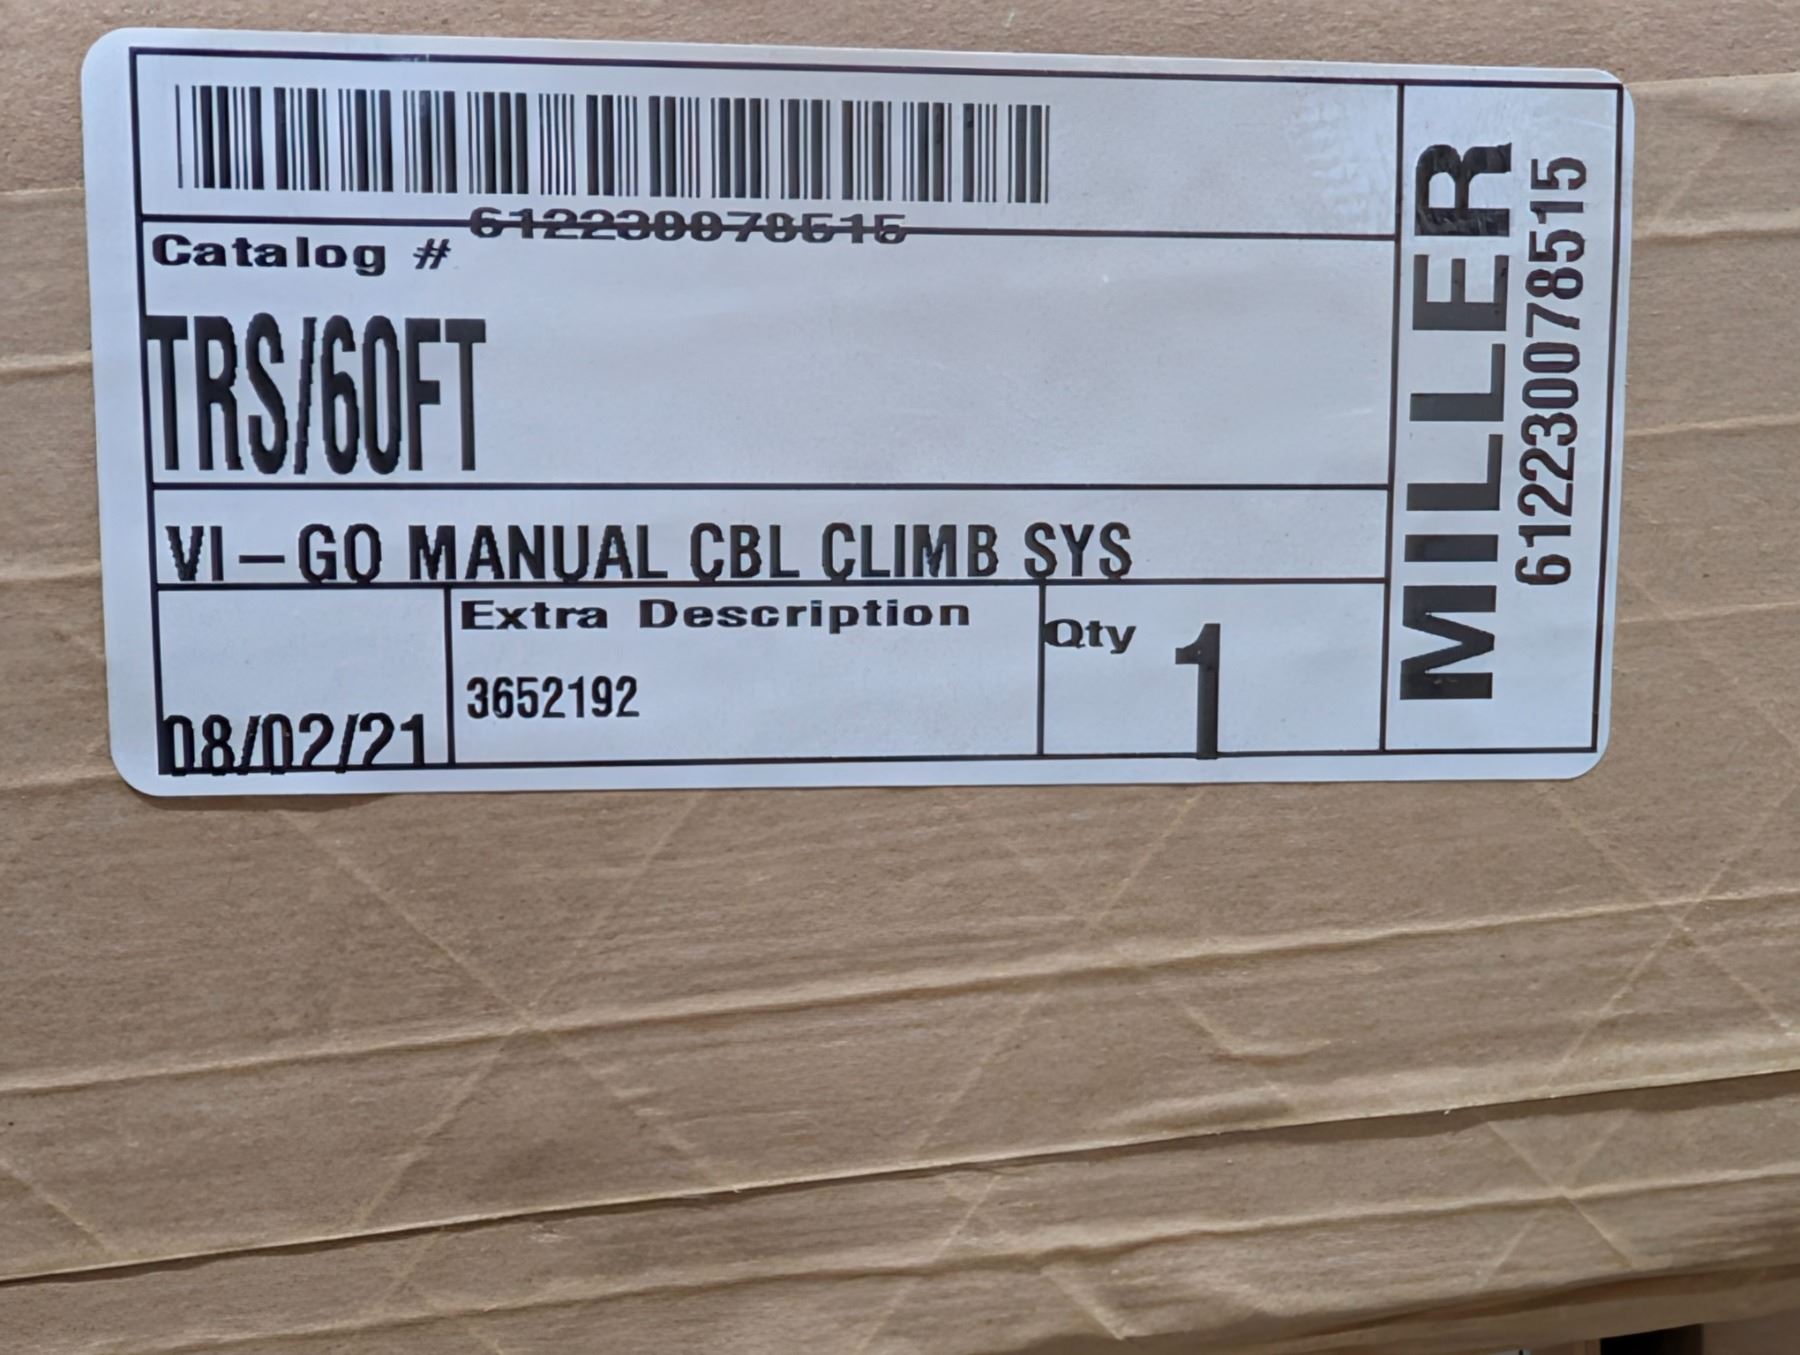 612230078515
Catalog #
TRS/60FT
VI-GO MANUAL CBL CLIMB SYS
08/02/21
Extra Description
3652192
Qty
1
MILLER
612230078515